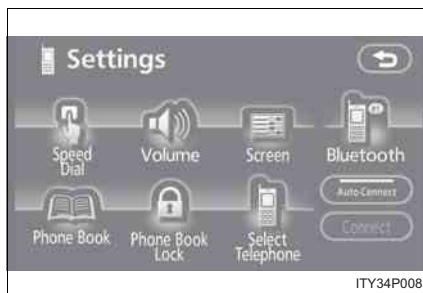 Settings
Speed
Dial
Volume
Screen
Bluetooth
Auto Connect
Connect
Phone Book
Phone Book
Lock
Select
Telephone
ITY34P008